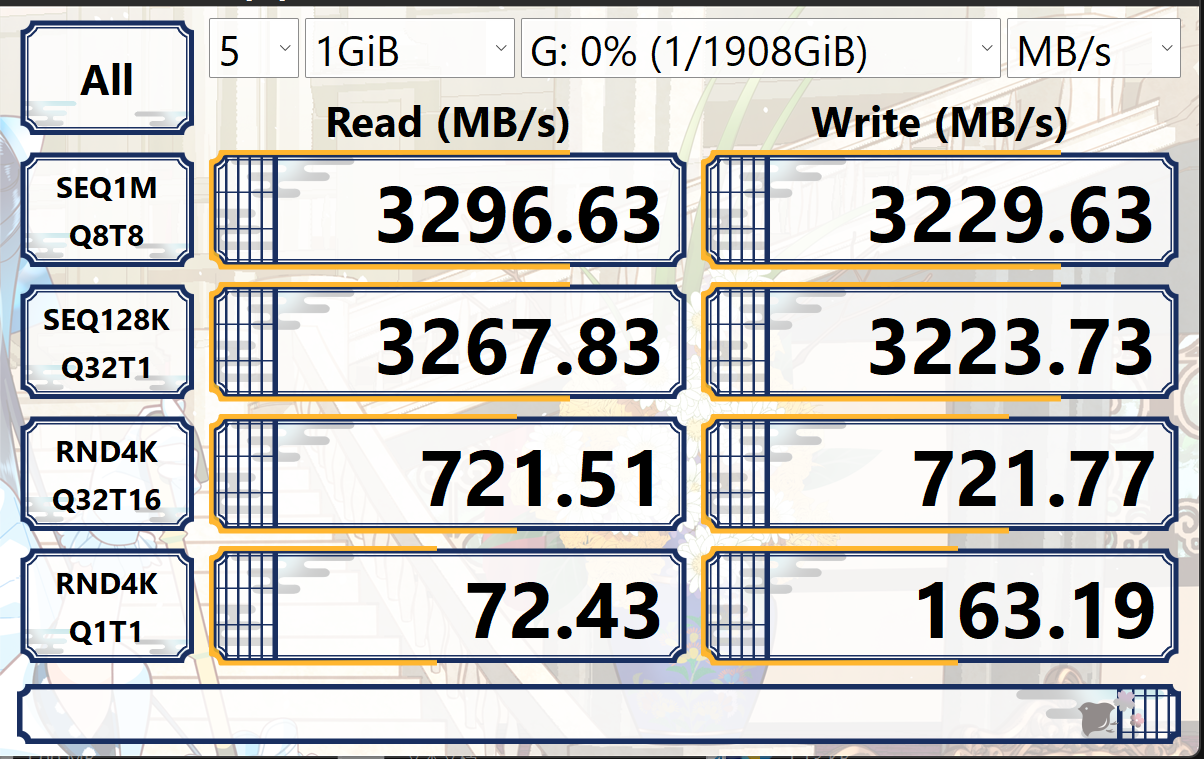 All
5
1GiB
G: 0% (1/1908GiB)
MB/s
Read (MB/s)
Write (MB/s)
SEQ1M
Q8T8
3296.63
3229.63
SEQ128K
Q32T1
3267.83
3223.73
RND4K
Q32T16
721.51
721.77
RND4K
Q1T1
72.43
163.19